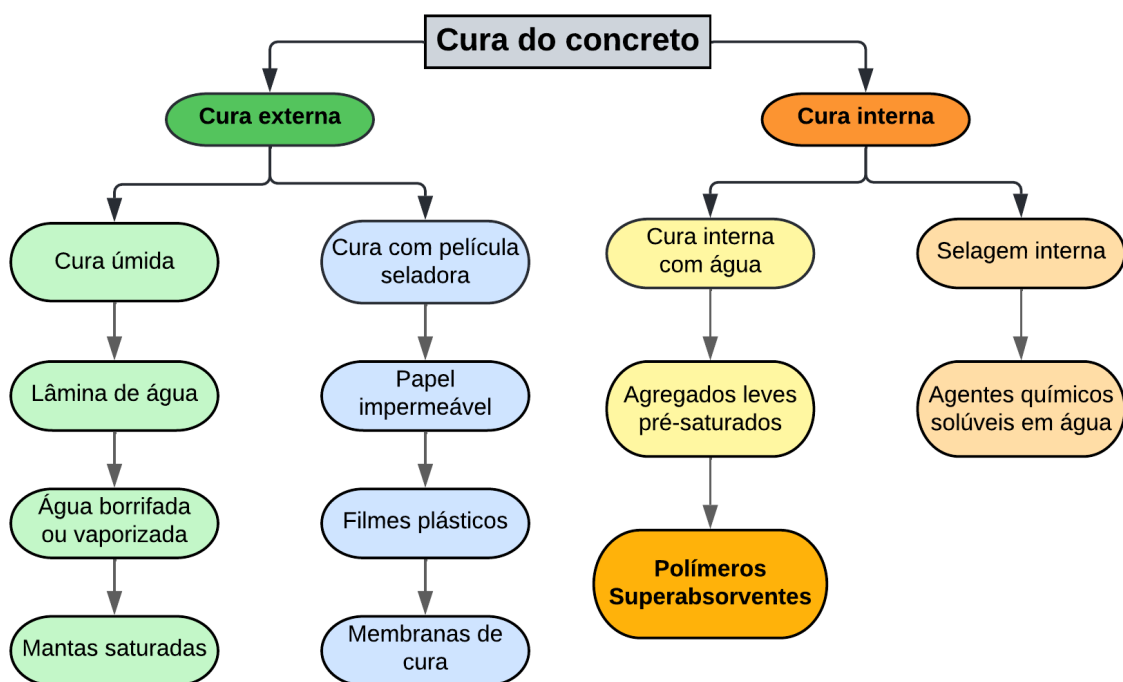 Cura do concreto
Cura externa
Cura interna
Cura úmida
Cura com película
seladora
Cura interna
com água
Selagem interna
Lâmina de água
Papel
impermeável
Agregados leves
pré-saturados
Agentes químicos
solúveis em água
Água borrifada
ou vaporizada
Filmes plásticos
Polímeros
Superabsorventes
Mantas saturadas
Membranas de
cura